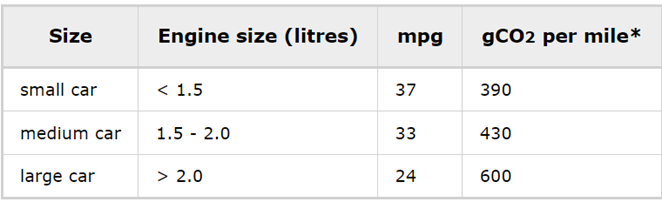 Size Engine size (litres) mpg gCO2 per mile*
small car < 1.5 37 390
medium car 1.5 - 2.0 33 430
large car > 2.0 24 600